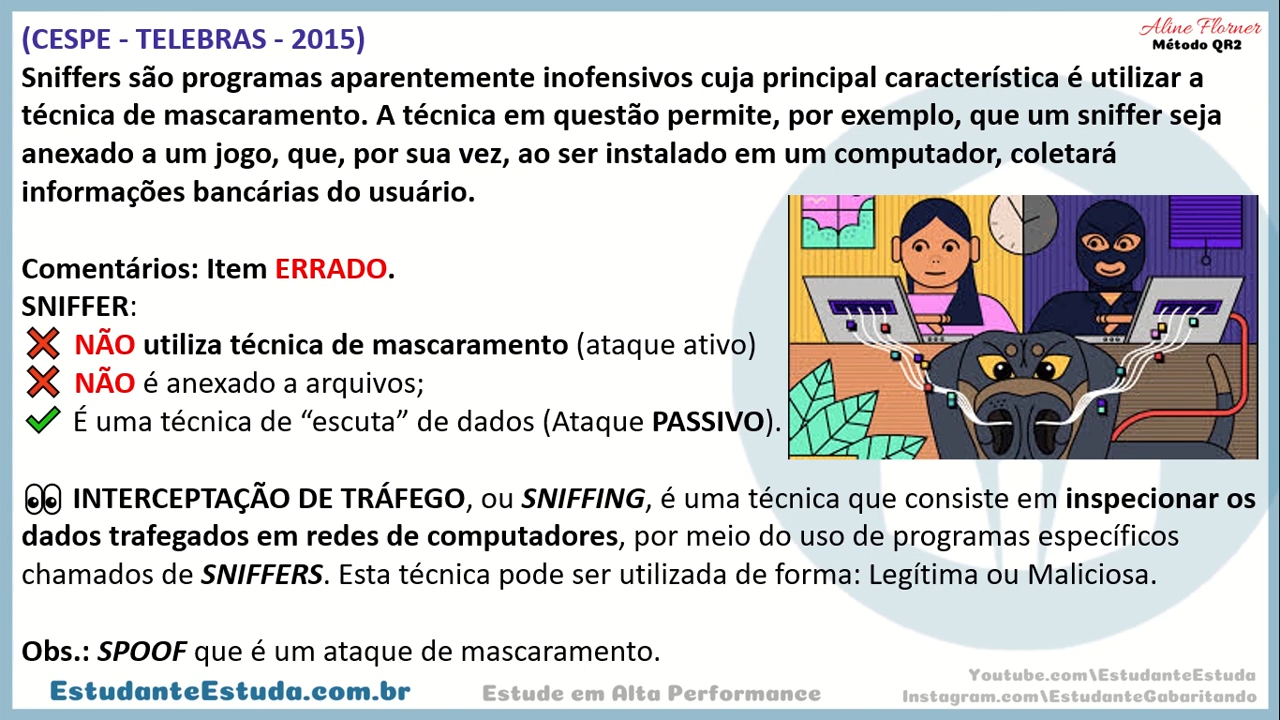 (CESPE - TELEBRAS - 2015)
Aline Florner
Método QR2
Sniffers são programas aparentemente inofensivos cuja principal característica é utilizar a
técnica de mascaramento. A técnica em questão permite, por exemplo, que um sniffer seja
anexado a um jogo, que, por sua vez, ao ser instalado em um computador, coletará
informações bancárias do usuário.
Comentários: Item ERRADO.
SNIFFER:
❌ NÃO utiliza técnica de mascaramento (ataque ativo)
❌ NÃO é anexado a arquivos;
✔ É uma técnica de “escuta” de dados (Ataque PASSIVO).
👀 INTERCEPTAÇÃO DE TRÁFEGO, ou SNIFFING, é uma técnica que consiste em inspecionar os
dados trafegados em redes de computadores, por meio do uso de programas específicos
chamados de SNIFFERS. Esta técnica pode ser utilizada de forma: Legítima ou Maliciosa.
Obs.: SPOOF que é um ataque de mascaramento.
EstudanteEstuda.com.br
Estude em Alta Performance
Youtube.com\EstudanteEstuda
Instagram.com\EstudanteGabaritando